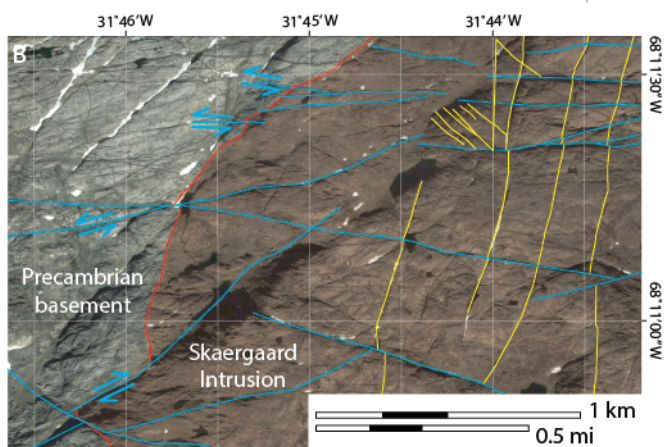 31°46'W 31°45'W 31°44'W
B
68°11'30"W
Precambrian
basement
68°11'00"W
Skaergaard
Intrusion
1 km
0.5 mi